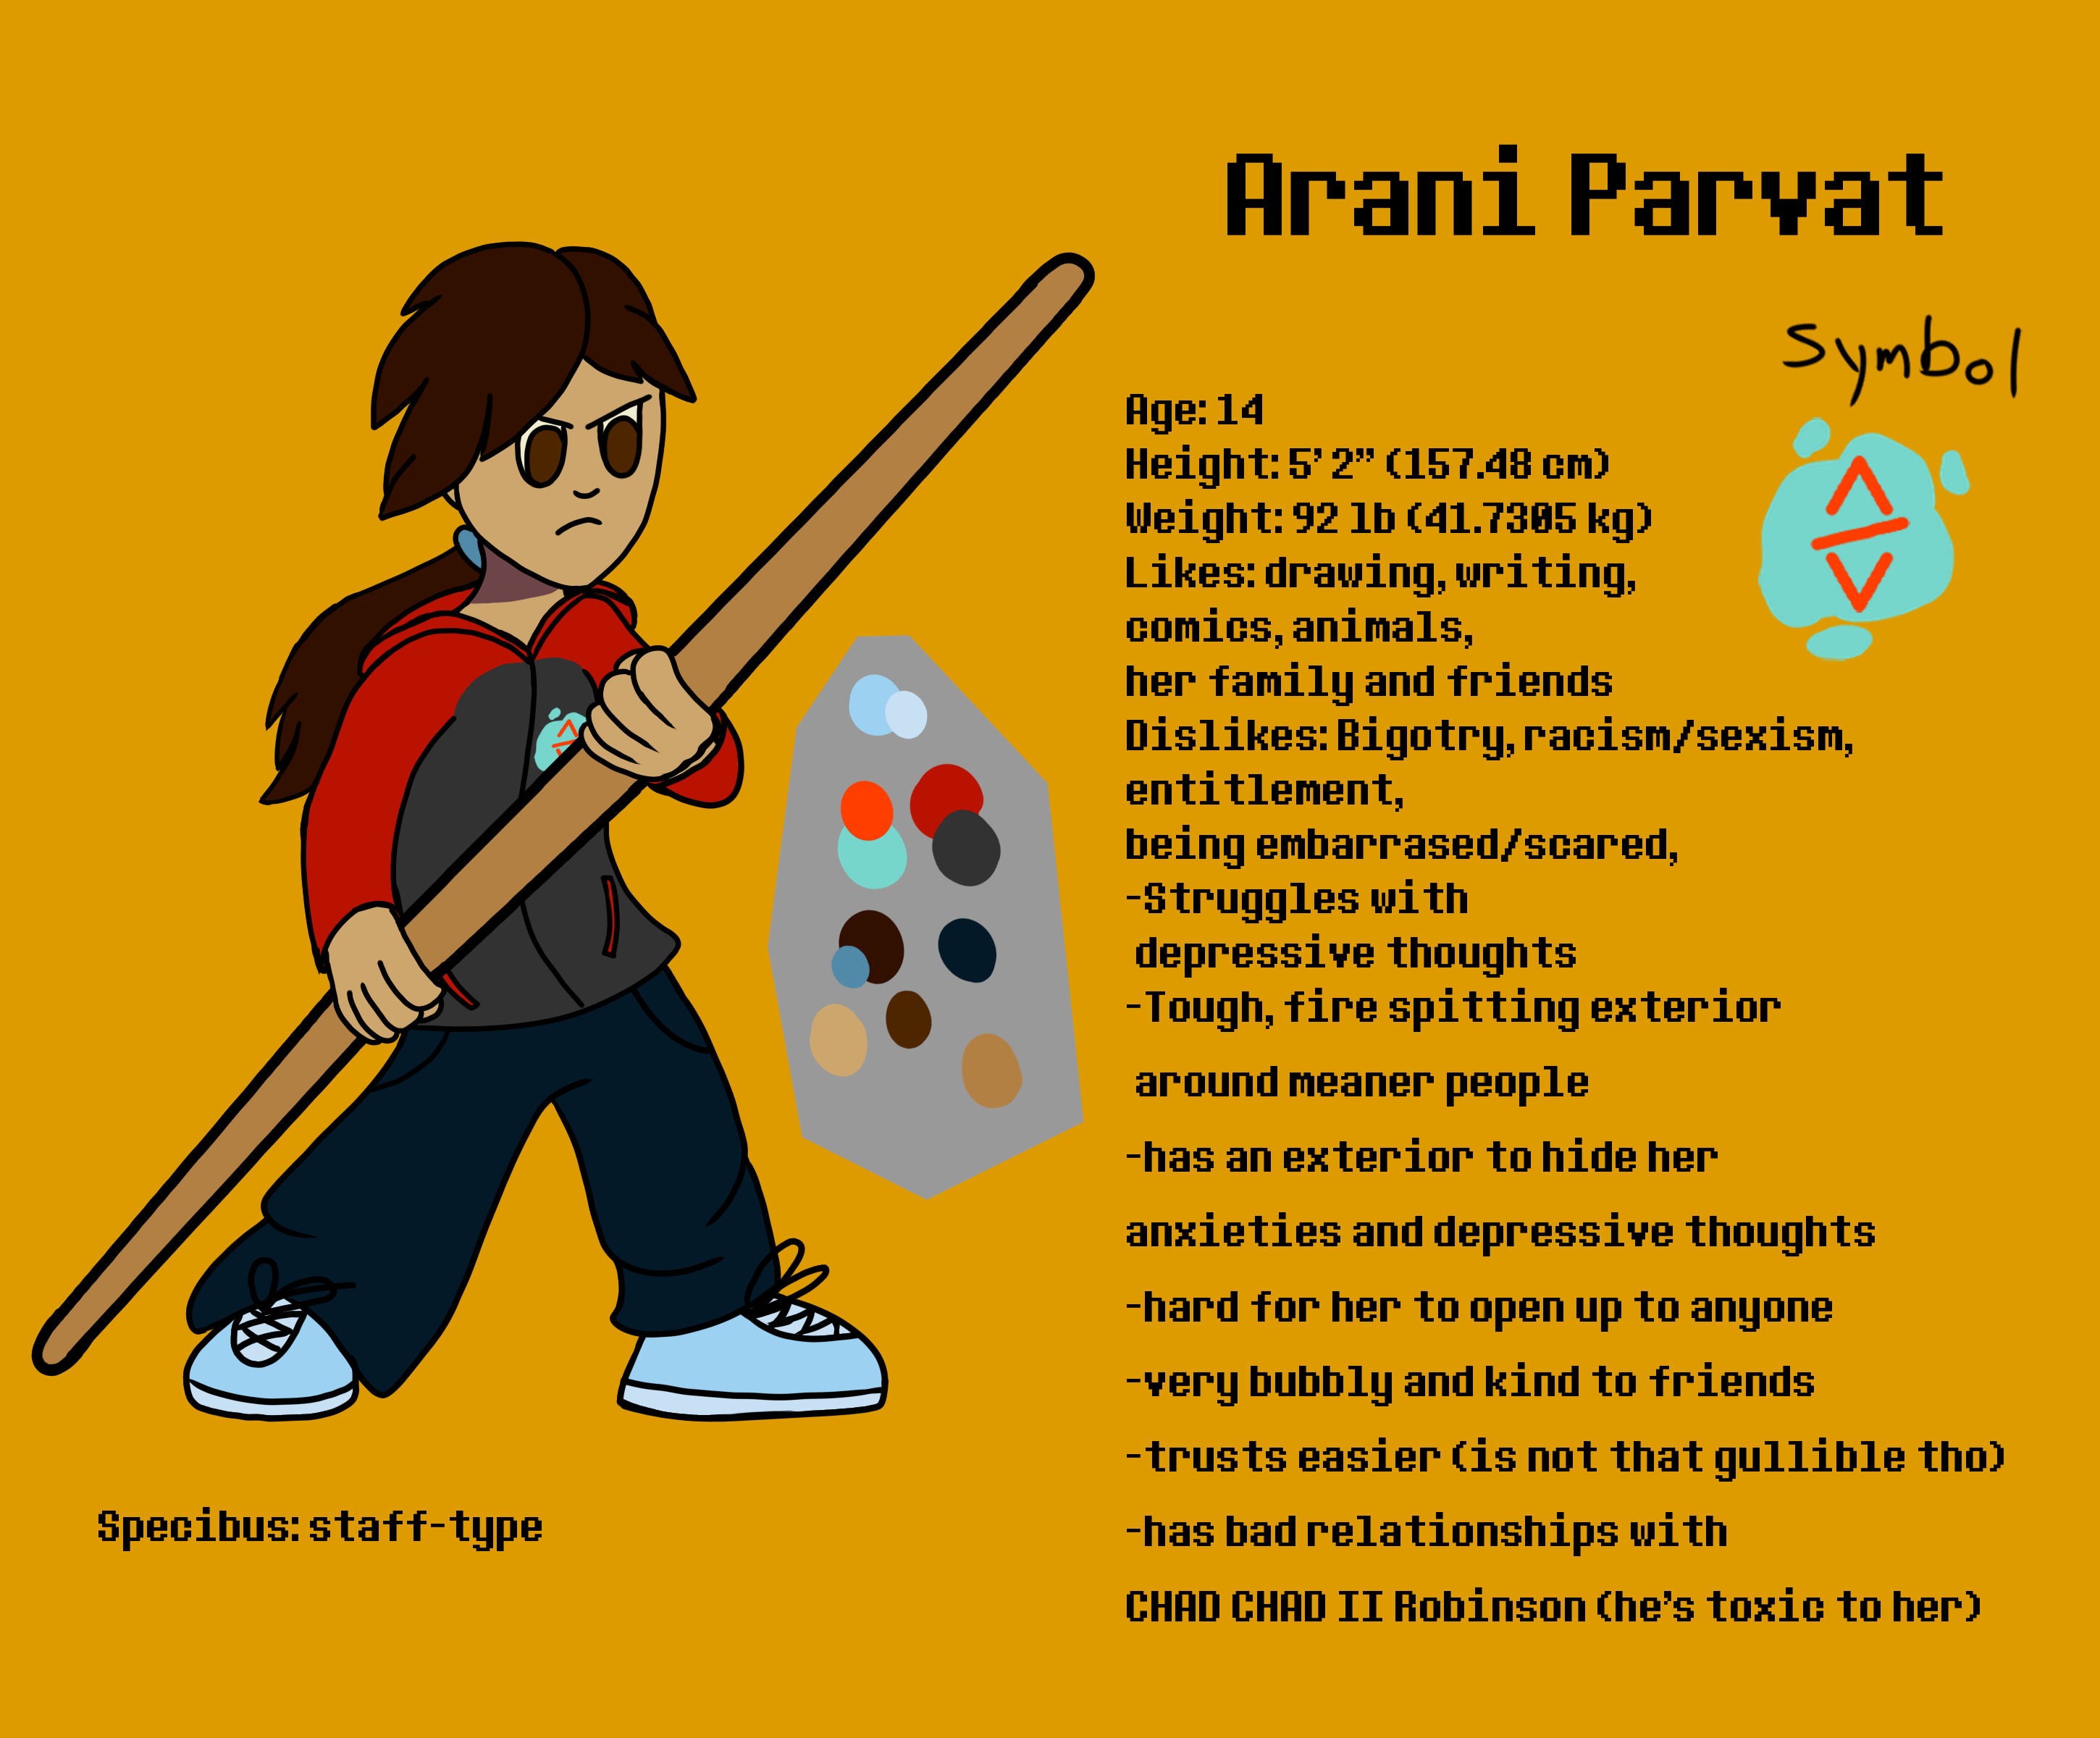 Arani Parvat
symbol
Age: 14
Height: 5’ 2” (157.48 cm)
Weight: 92 lb (41.7305 kg)
Likes: drawing, writing,
comics, animals,
her family and friends
Dislikes: Bigotry, racism/sexism,
entitlement,
being embarrased/scared,
-Struggles with
depressive thoughts
-Tough, fire spitting exterior
around meaner people
-has an exterior to hide her
anxieties and depressive thoughts
-hard for her to open up to anyone
-very bubbly and kind to friends
-trusts easier (is not that gullible tho)
-has bad relationships with
CHAD CHAD II Robinson (he’s toxic to her)
Specibus: staff-type